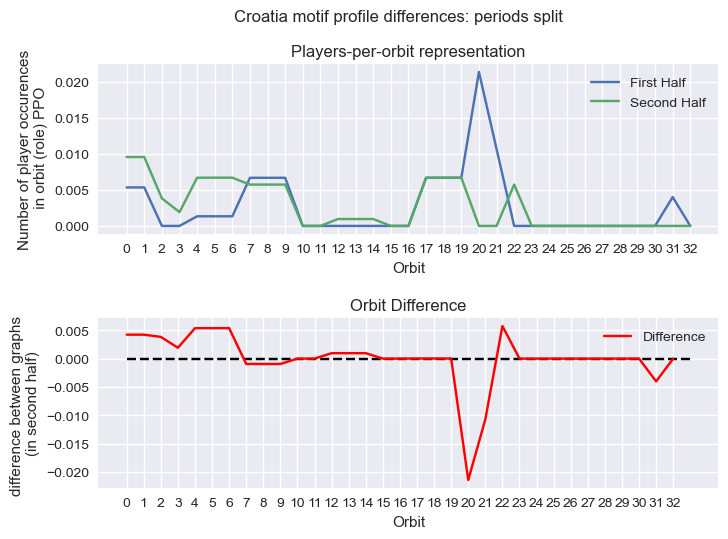 Croatia motif profile differences: periods split
Players-per-orbit representation
Number of player occurences
in orbit (role) PPO
0.020
0.015
0.010
0.005
0.000
First Half
Second Half
0 1 2 3 4 5 6 7 8 9 10 11 12 13 14 15 16 17 18 19 20 21 22 23 24 25 26 27 28 29 30 31 32
Orbit
Orbit Difference
difference between graphs
(in second half)
0.005
0.000
−0.005
−0.010
−0.015
−0.020
Difference
0 1 2 3 4 5 6 7 8 9 10 11 12 13 14 15 16 17 18 19 20 21 22 23 24 25 26 27 28 29 30 31 32
Orbit